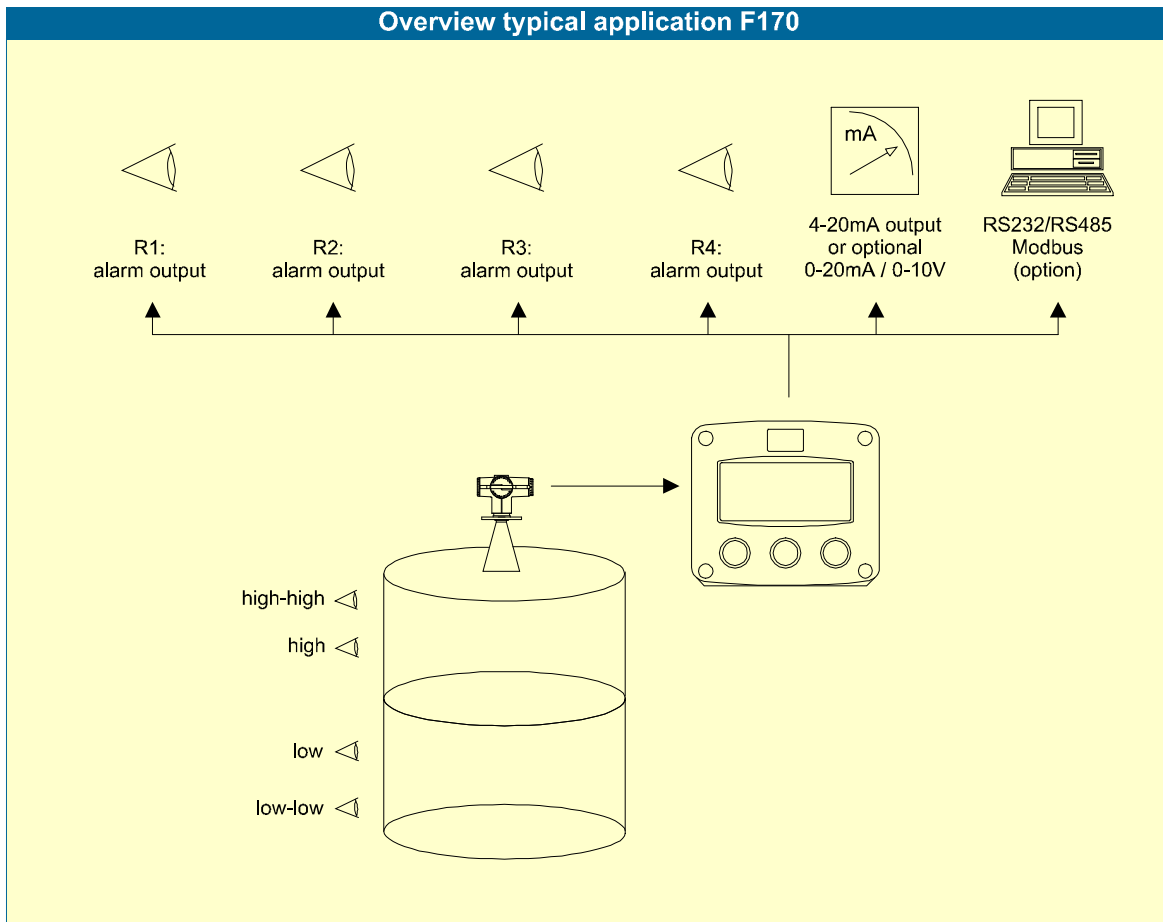 Overview typical application F170
mA
R1:
alarm output
R2:
alarm output
R3:
alarm output
R4:
alarm output
4-20mA output
or optional
0-20mA / 0-10V
RS232/RS485
Modbus
(option)
high-high
high
low
low-low